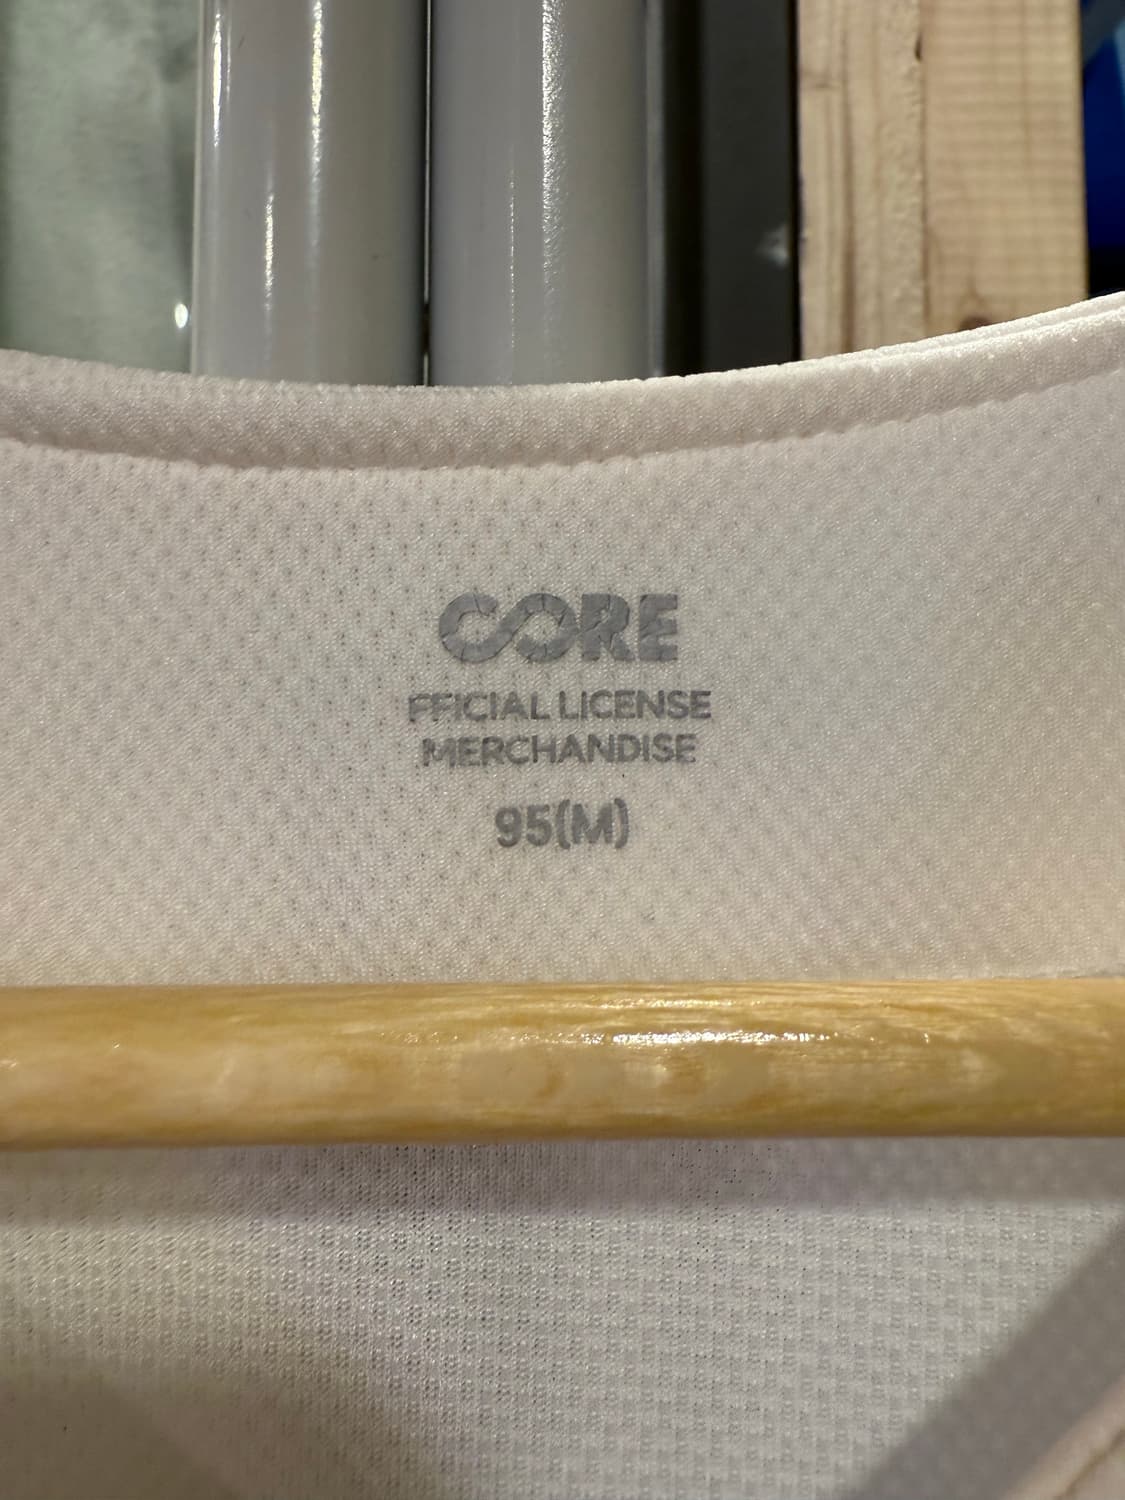 CORE
FFICIAL LICENSE
MERCHANDISE
95(M)